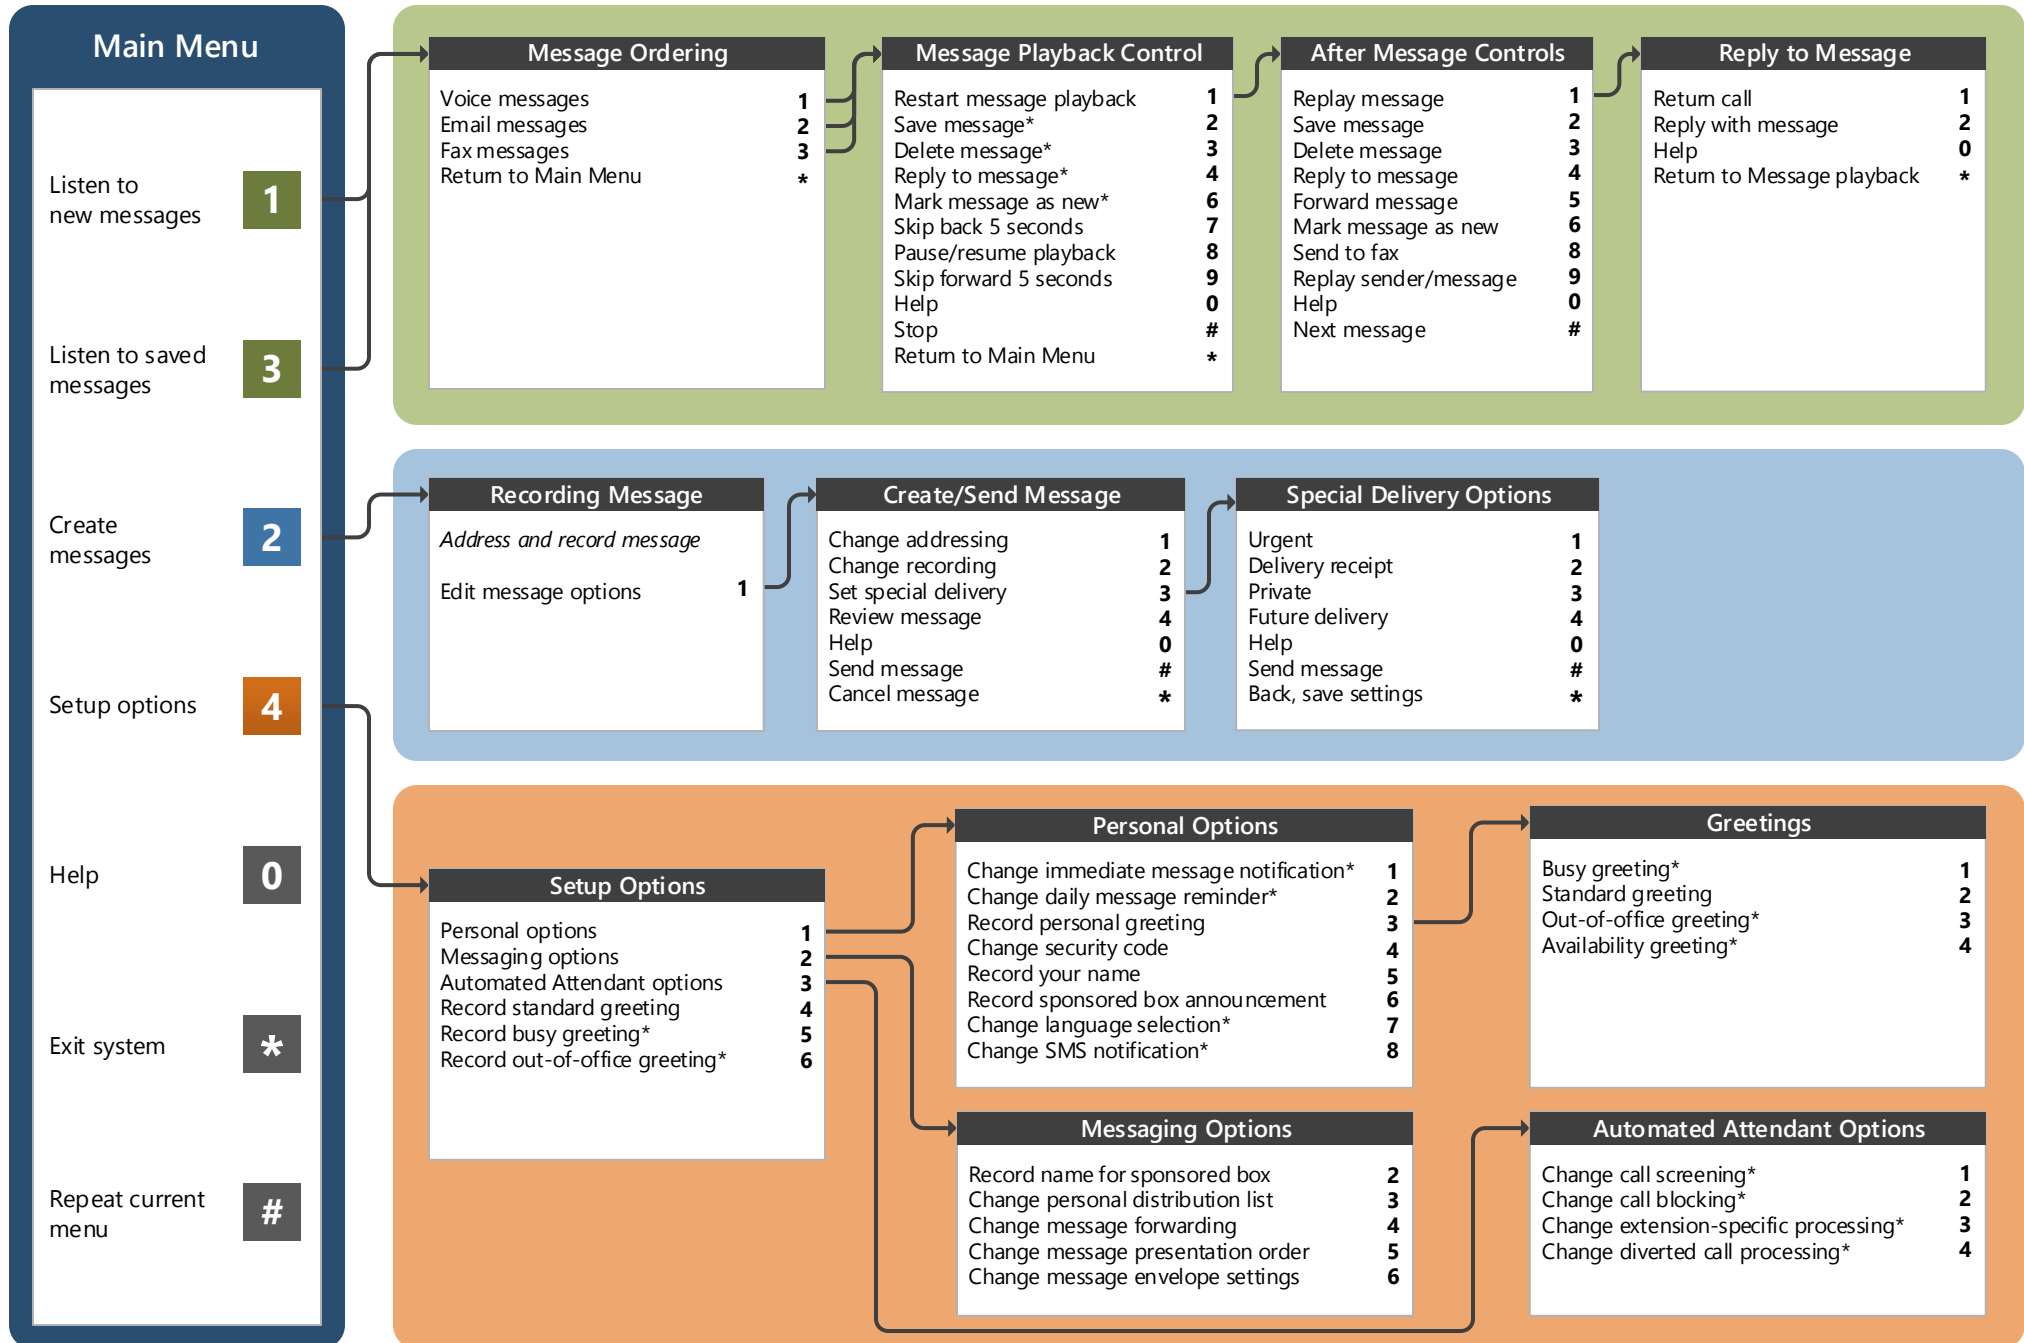 Main Menu
Listen to
new messages 1
Listen to saved
messages 3
Create
messages 2
Setup options 4
Help 0
Exit system *
Repeat current
menu #
Message Ordering
Voice messages 1
Email messages 2
Fax messages 3
Return to Main Menu *
Message Playback Control
Restart message playback 1
Save message* 2
Delete message* 3
Reply to message* 4
Mark message as new* 6
Skip back 5 seconds 7
Pause/resume playback 8
Skip forward 5 seconds 9
Help 0
Stop #
Return to Main Menu *
After Message Controls
Replay message 1
Save message 2
Delete message 3
Reply to message 4
Forward message 5
Mark message as new 6
Send to fax 8
Replay sender/message 9
Help 0
Next message #
Reply to Message
Return call 1
Reply with message 2
Help 0
Return to Message playback *
Recording Message
Address and record message
Edit message options 1
Create/Send Message
Change addressing 1
Change recording 2
Set special delivery 3
Review message 4
Help 0
Send message #
Cancel message *
Special Delivery Options
Urgent 1
Delivery receipt 2
Private 3
Future delivery 4
Help 0
Send message #
Back, save settings *
Setup Options
Personal options 1
Messaging options 2
Automated Attendant options 3
Record standard greeting 4
Record busy greeting* 5
Record out-of-office greeting* 6
Personal Options
Change immediate message notification* 1
Change daily message reminder* 2
Record personal greeting 3
Change security code 4
Record your name 5
Record sponsored box announcement 6
Change language selection* 7
Change SMS notification* 8
Greetings
Busy greeting* 1
Standard greeting 2
Out-of-office greeting* 3
Availability greeting* 4
Messaging Options
Record name for sponsored box 2
Change personal distribution list 3
Change message forwarding 4
Change message presentation order 5
Change message envelope settings 6
Automated Attendant Options
Change call screening* 1
Change call blocking* 2
Change extension-specific processing* 3
Change diverted call processing* 4